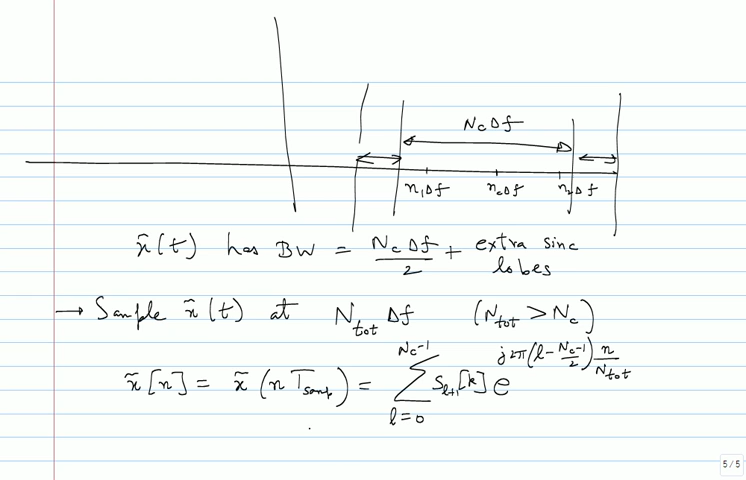 N_c Δf
n_1 Δf n_c Δf n_2 Δf
x̃(t) has BW = N_c Δf / 2 + extra sinc lobes
→ Sample x̃(t) at N_tot Δf (N_tot > N_c)
x̃[n] = x̃(n T_samp) = ∑_{l=0}^{N_c-1} S_{l+1}[k] e^{j2π(l - (N_c-1)/2) n/N_tot}
5 / 5